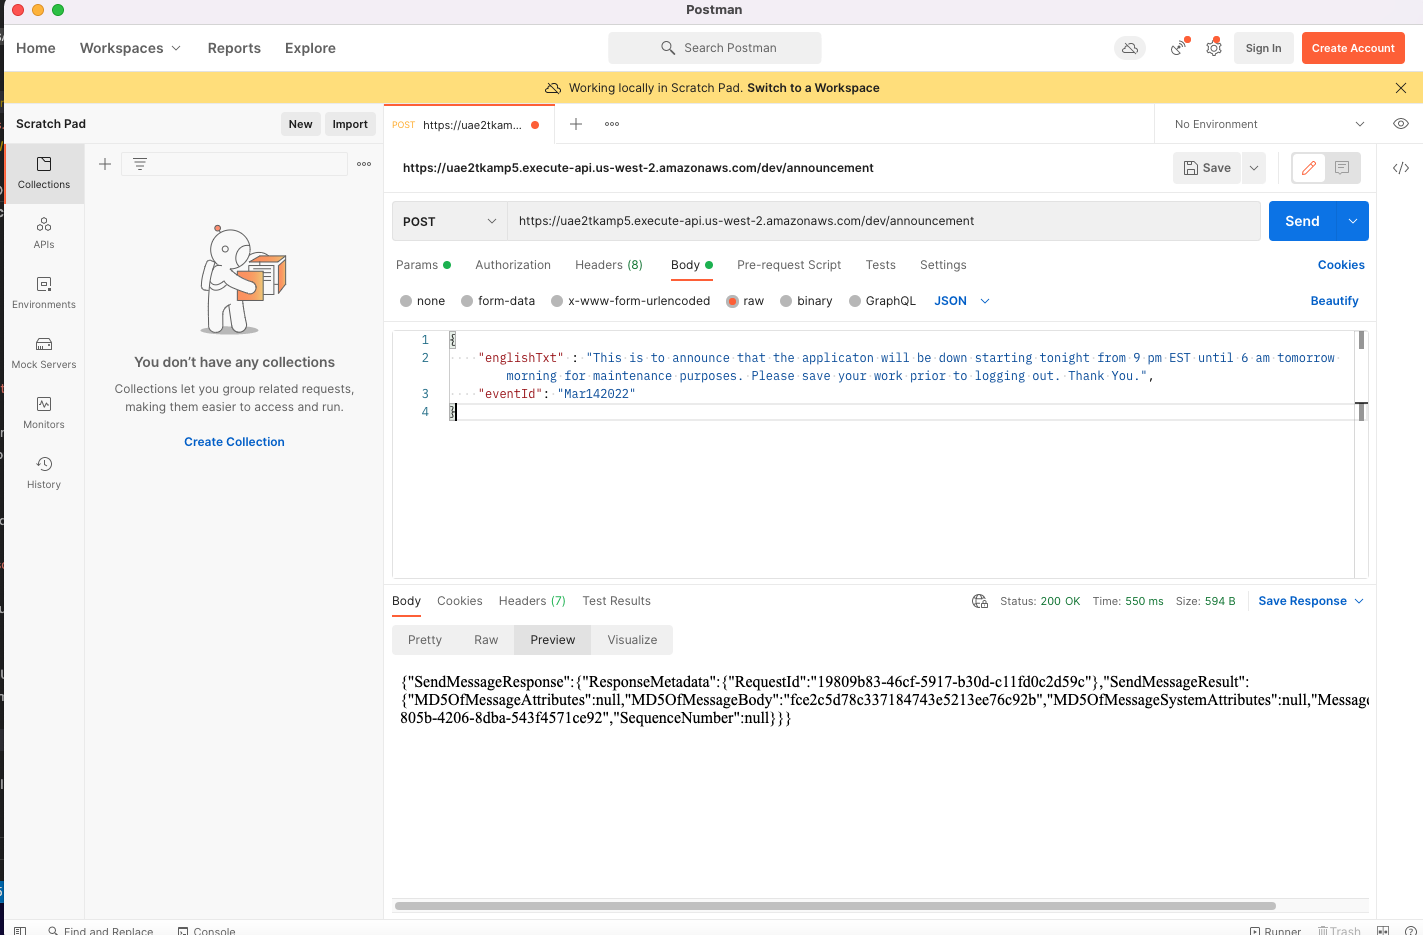 Postman
Home Workspaces Reports Explore Search Postman Sign In Create Account
Working locally in Scratch Pad. Switch to a Workspace
Scratch Pad New Import POST https://uae2tkam... No Environment
Collections
https://uae2tkamp5.execute-api.us-west-2.amazonaws.com/dev/announcement Save
POST https://uae2tkamp5.execute-api.us-west-2.amazonaws.com/dev/announcement Send
APIs
Environments
Mock Servers
Monitors
History
You don't have any collections
Collections let you group related requests,
making them easier to access and run.
Create Collection
Params Authorization Headers (8) Body Pre-request Script Tests Settings Cookies
none form-data x-www-form-urlencoded raw binary GraphQL JSON Beautify
1 {
2 "englishTxt" : "This is to announce that the applicaton will be down starting tonight from 9 pm EST until 6 am tomorrow
morning for maintenance purposes. Please save your work prior to logging out. Thank You.",
3 "eventId": "Mar142022"
4 }
Body Cookies Headers (7) Test Results Status: 200 OK Time: 550 ms Size: 594 B Save Response
Pretty Raw Preview Visualize
{"SendMessageResponse":{"ResponseMetadata":{"RequestId":"19809b83-46cf-5917-b30d-c11fd0c2d59c"},"SendMessageResult":
{"MD5OfMessageAttributes":null,"MD5OfMessageBody":"fce2c5d78c337184743e5213ee76c92b","MD5OfMessageSystemAttributes":null,"Message
805b-4206-8dba-543f4571ce92","SequenceNumber":null}}}
Find and Replace Console Runner Trash